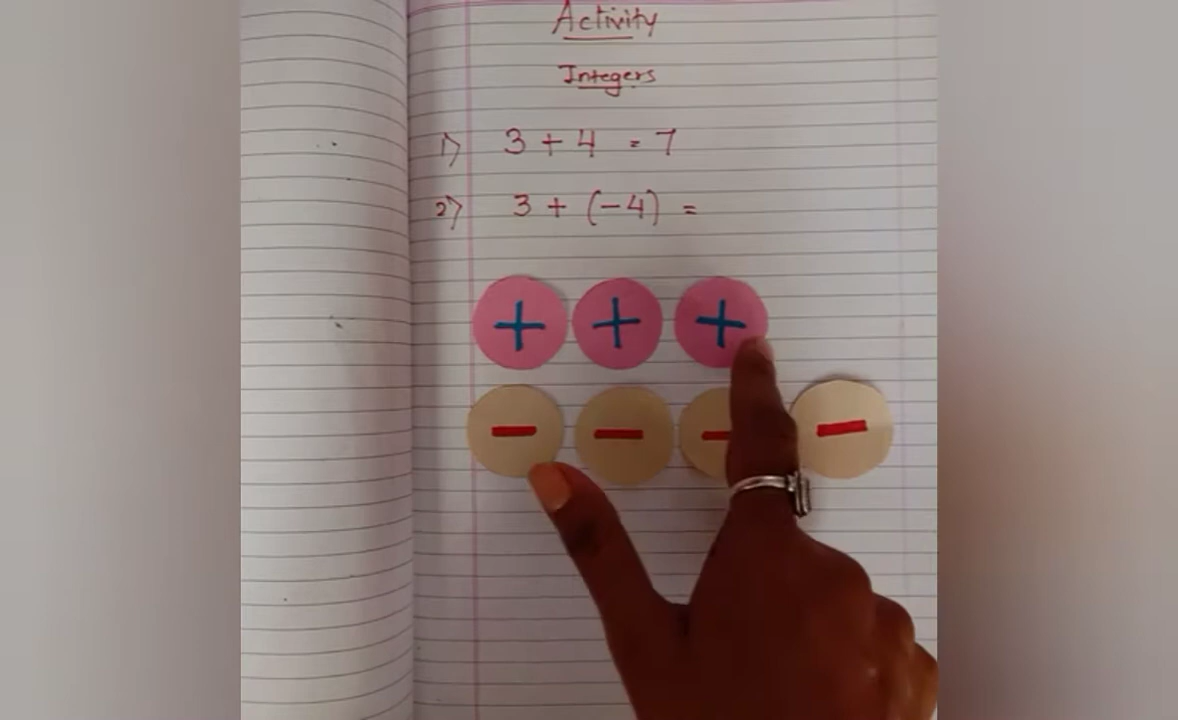 Activity
Integers
1) 3 + 4 = 7
2) 3 + (-4) =
+ + +
- - - -